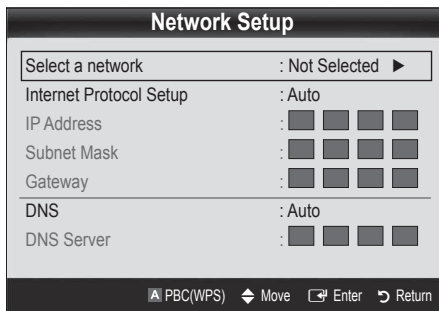 Network Setup
Select a network : Not Selected ►
Internet Protocol Setup : Auto
IP Address :
Subnet Mask :
Gateway :
DNS : Auto
DNS Server :
A PBC(WPS) Move Enter Return